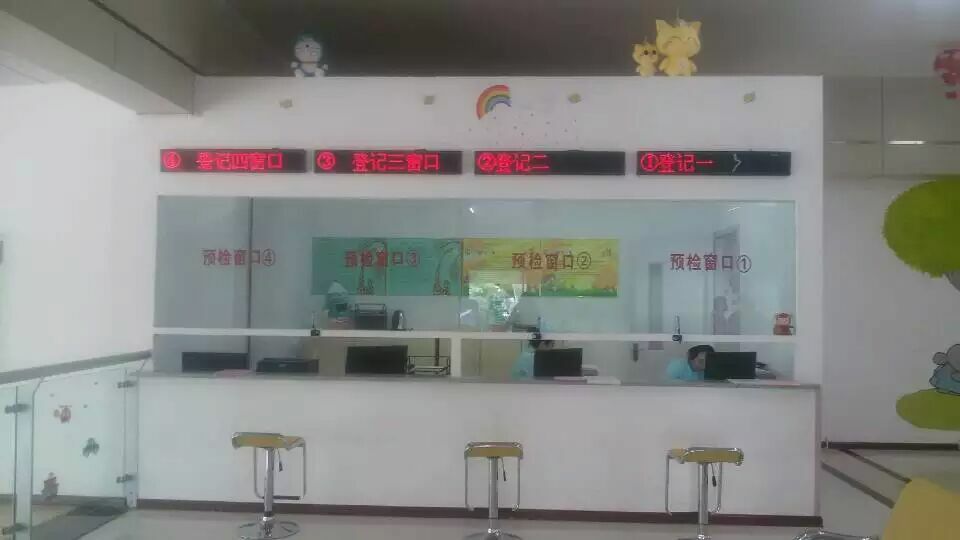 ④ 登记四窗口
③ 登记三窗口
②登记二
①登记一
预检窗口④
预检窗口③
预检窗口②
预检窗口①